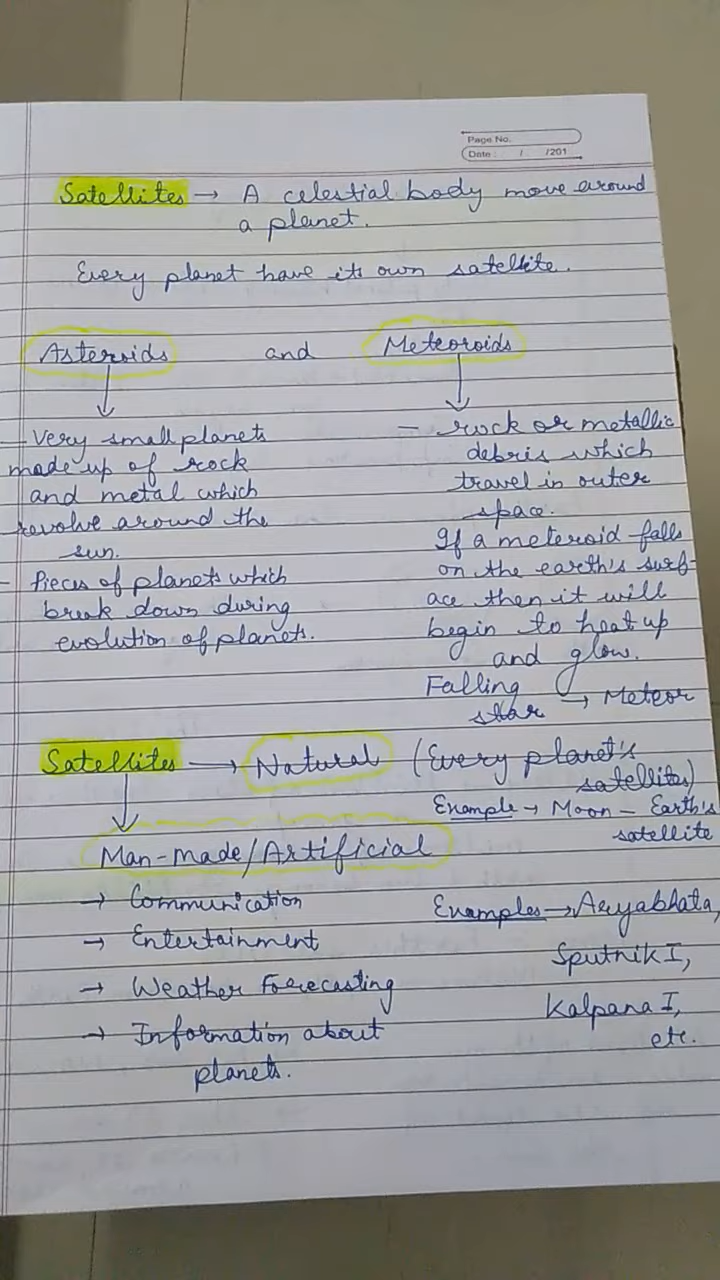 Page No.
Date : / /201
Satellites → A celestial body move around
a planet.
Every planet have its own satellite.
Asteroids and Meteoroids
- Very small planets
made up of rock
and metal which
revolve around the
sun.
- Pieces of planets which
break down during
evolution of planets.
- rock or metallic
debris which
travel in outer
space.
If a meteroid falls
on the earth's surf-
ace then it will
begin to heat up
and glow.
Falling
star → Meteor
Satellites → Natural (Every planet's
satellites)
Example → Moon - Earth's
satellite
Man-made/Artificial
→ Communication
→ Entertainment
→ Weather Forecasting
→ Information about
planets.
Examples → Aryabhata,
Sputnik I,
Kalpana I,
etc.